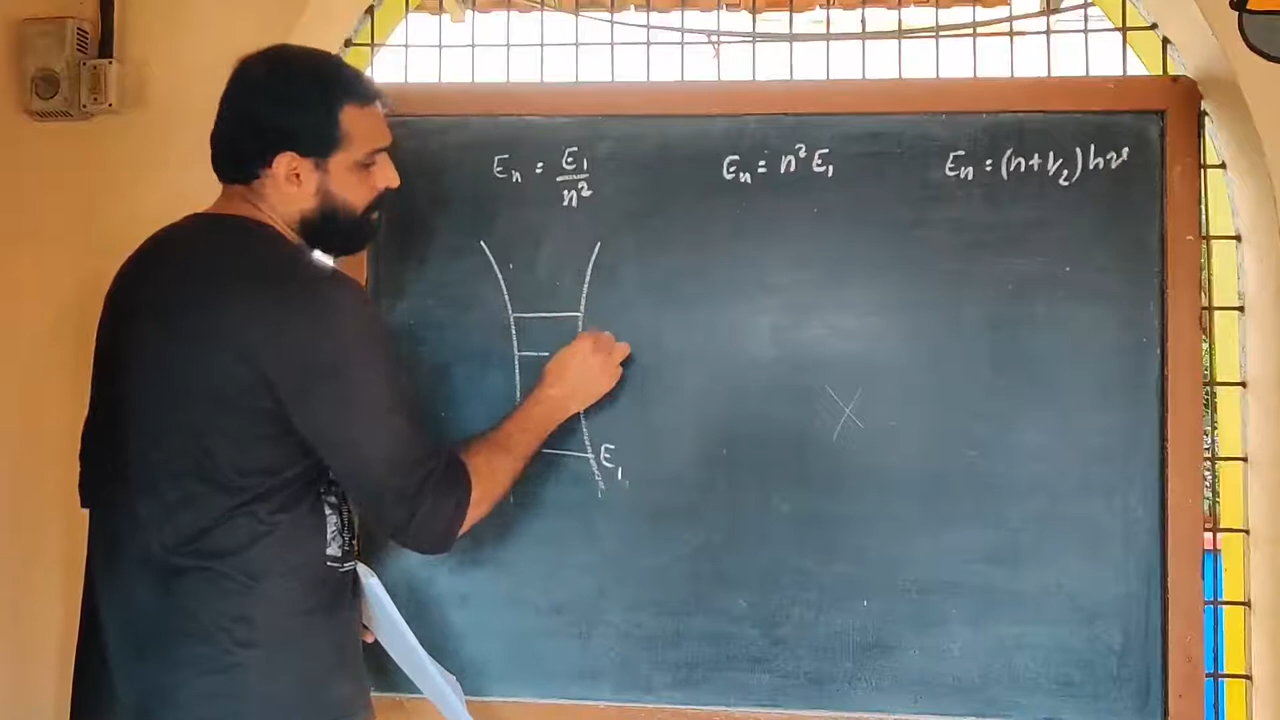 Eₙ = E₁/n²
Eₙ = n²E₁
Eₙ = (n+1/2)hν
E₁